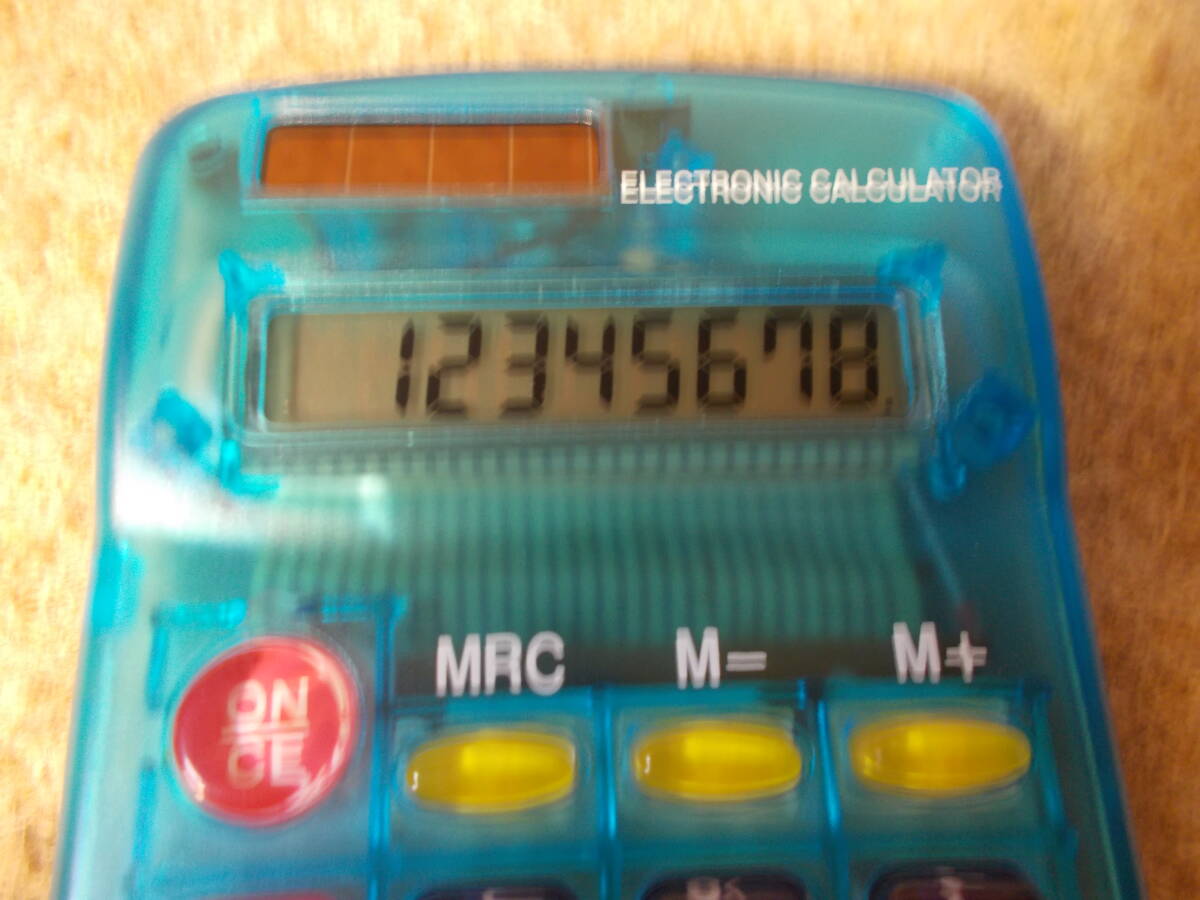 ELECTRONIC CALCULATOR
12345678.
MRC M= M+
ON
CE